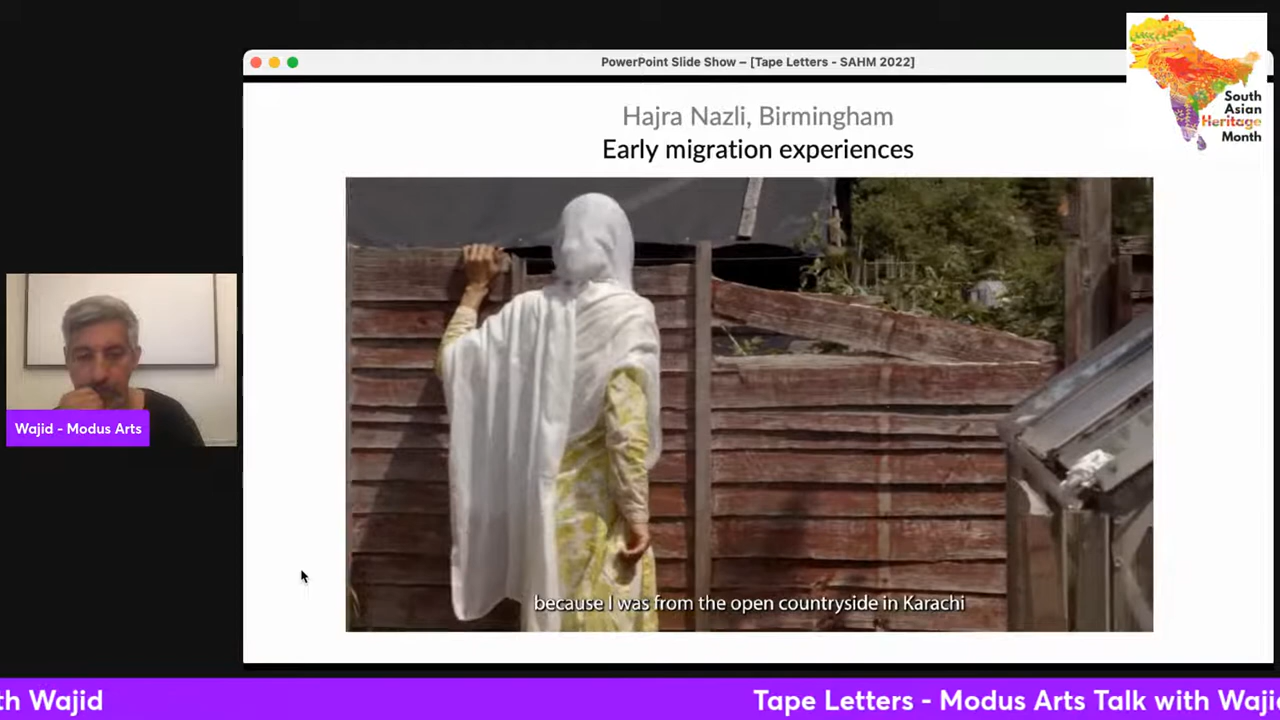 PowerPoint Slide Show – [Tape Letters - SAHM 2022]
South
Asian
Heritage
Month
Hajra Nazli, Birmingham
Early migration experiences
Wajid - Modus Arts
because I was from the open countryside in Karachi
th Wajid
Tape Letters - Modus Arts Talk with Waji